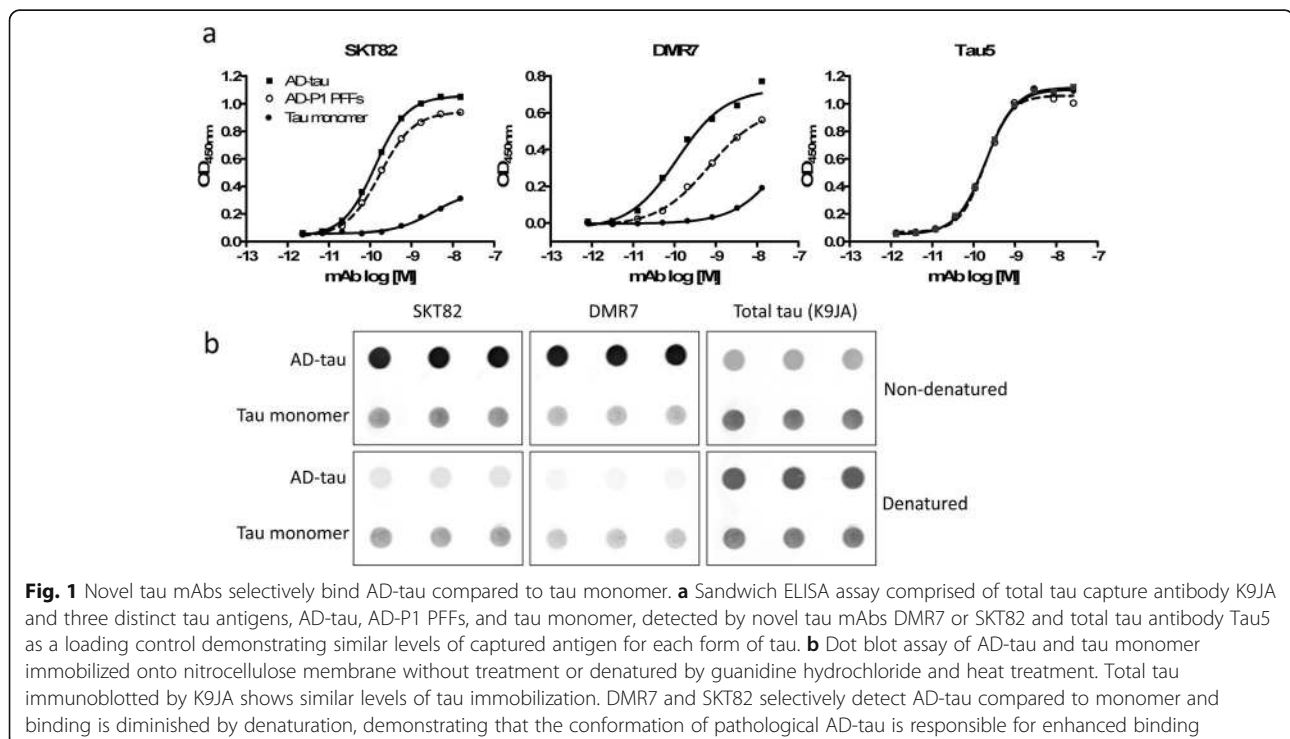 a
SKT82
DMR7
Tau5
AD-tau
AD-P1 PFFs
Tau monomer
OD450nm
1.2
1.0
0.8
0.6
0.4
0.2
0.0
-13 -12 -11 -10 -9 -8 -7
mAb log [M]
OD450nm
0.8
0.6
0.4
0.2
0.0
-13 -12 -11 -10 -9 -8 -7
mAb log [M]
OD450nm
1.2
1.0
0.8
0.6
0.4
0.2
0.0
-13 -12 -11 -10 -9 -8 -7
mAb log [M]
b
SKT82
DMR7
Total tau (K9JA)
AD-tau
Tau monomer
Non-denatured
AD-tau
Tau monomer
Denatured
Fig. 1 Novel tau mAbs selectively bind AD-tau compared to tau monomer. a Sandwich ELISA assay comprised of total tau capture antibody K9JA
and three distinct tau antigens, AD-tau, AD-P1 PFFs, and tau monomer, detected by novel tau mAbs DMR7 or SKT82 and total tau antibody Tau5
as a loading control demonstrating similar levels of captured antigen for each form of tau. b Dot blot assay of AD-tau and tau monomer
immobilized onto nitrocellulose membrane without treatment or denatured by guanidine hydrochloride and heat treatment. Total tau
immunoblotted by K9JA shows similar levels of tau immobilization. DMR7 and SKT82 selectively detect AD-tau compared to monomer and
binding is diminished by denaturation, demonstrating that the conformation of pathological AD-tau is responsible for enhanced binding